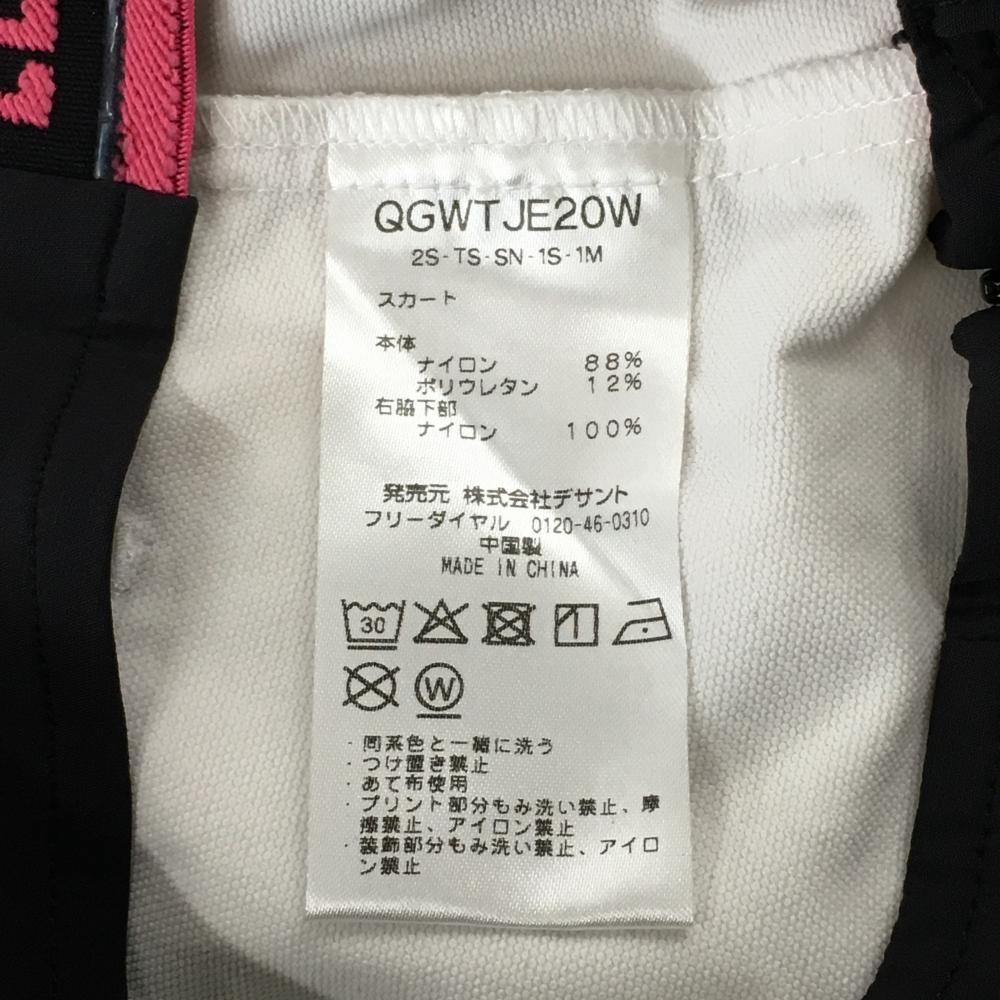 QGWTJE20W
2S-TS-SN-1S-1M
スカート
本体
ナイロン 88%
ポリウレタン 12%
右脇下部
ナイロン 100%
発売元 株式会社デサント
フリーダイヤル 0120-46-0310
中国製
MADE IN CHINA
30
W
・同系色と一緒に洗う
・つけ置き禁止
・あて布使用
・プリント部分もみ洗い禁止、摩
擦禁止、アイロン禁止
・装飾部分もみ洗い禁止、アイロ
ン禁止